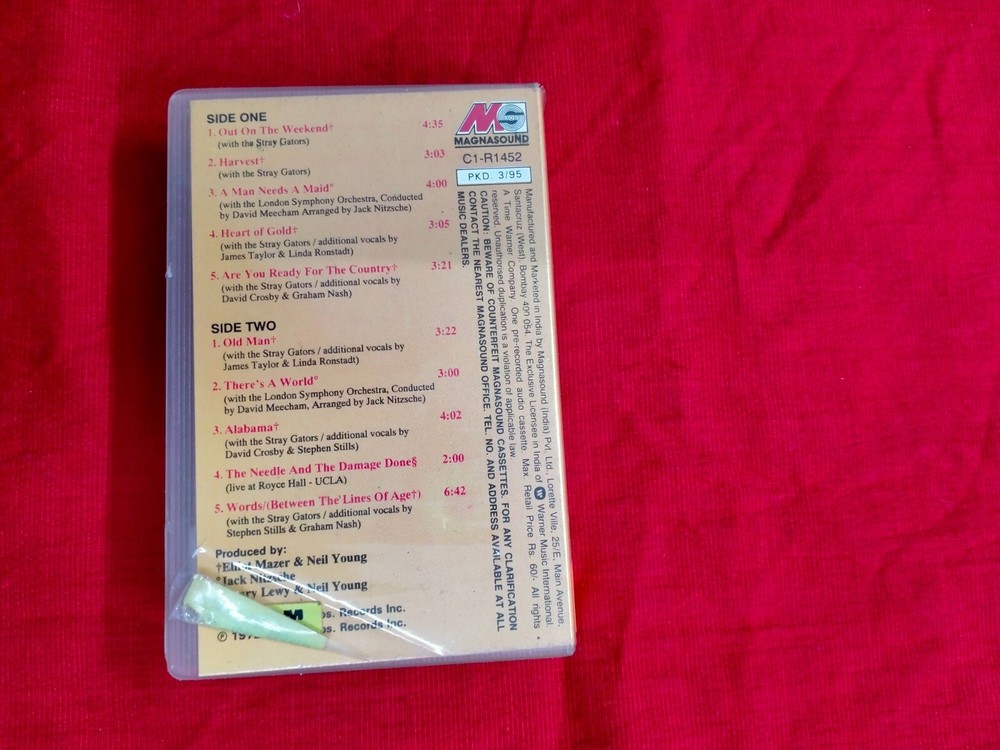 SIDE ONE
1. Out On The Weekend† 4:35
(with the Stray Gators)
2. Harvest† 3:03
(with the Stray Gators)
3. A Man Needs A Maid° 4:00
(with the London Symphony Orchestra, Conducted
by David Meecham Arranged by Jack Nitzsche)
4. Heart of Gold† 3:05
(with the Stray Gators / additional vocals by
James Taylor & Linda Ronstadt)
5. Are You Ready For The Country† 3:21
(with the Stray Gators / additional vocals by
David Crosby & Graham Nash)
SIDE TWO
1. Old Man† 3:22
(with the Stray Gators / additional vocals by
James Taylor & Linda Ronstadt)
2. There's A World° 3:00
(with the London Symphony Orchestra, Conducted
by David Meecham, Arranged by Jack Nitzsche)
3. Alabama† 4:02
(with the Stray Gators / additional vocals by
David Crosby & Stephen Stills)
4. The Needle And The Damage Done§ 2:00
(live at Royce Hall - UCLA)
5. Words/(Between The Lines Of Age†) 6:42
(with the Stray Gators / additional vocals by
Stephen Stills & Graham Nash)
Produced by:
†Elliot Mazer & Neil Young
°Jack Nitzsche
Lewy & Neil Young
Records Inc.
℗ Records Inc.
MAGNASOUND
C1-R1452
PKD. 3/95
Manufactured and Marketed in India by Magnasound (India) Pvt. Ltd., Lorette Ville, 25/E, Main Avenue,
Santacruz (West), Bombay 400 054. The Exclusive Licensee in India of Warner Music International.
A Time Warner Company. One pre-recorded audio cassette. Max. Retail Price Rs. 60/- All rights
reserved. Unauthorised duplication is a violation of applicable law.
CAUTION: BEWARE OF COUNTERFEIT MAGNASOUND CASSETTES. FOR ANY CLARIFICATION
CONTACT THE NEAREST MAGNASOUND OFFICE. TEL. NO. AND ADDRESS AVAILABLE AT ALL
MUSIC DEALERS.